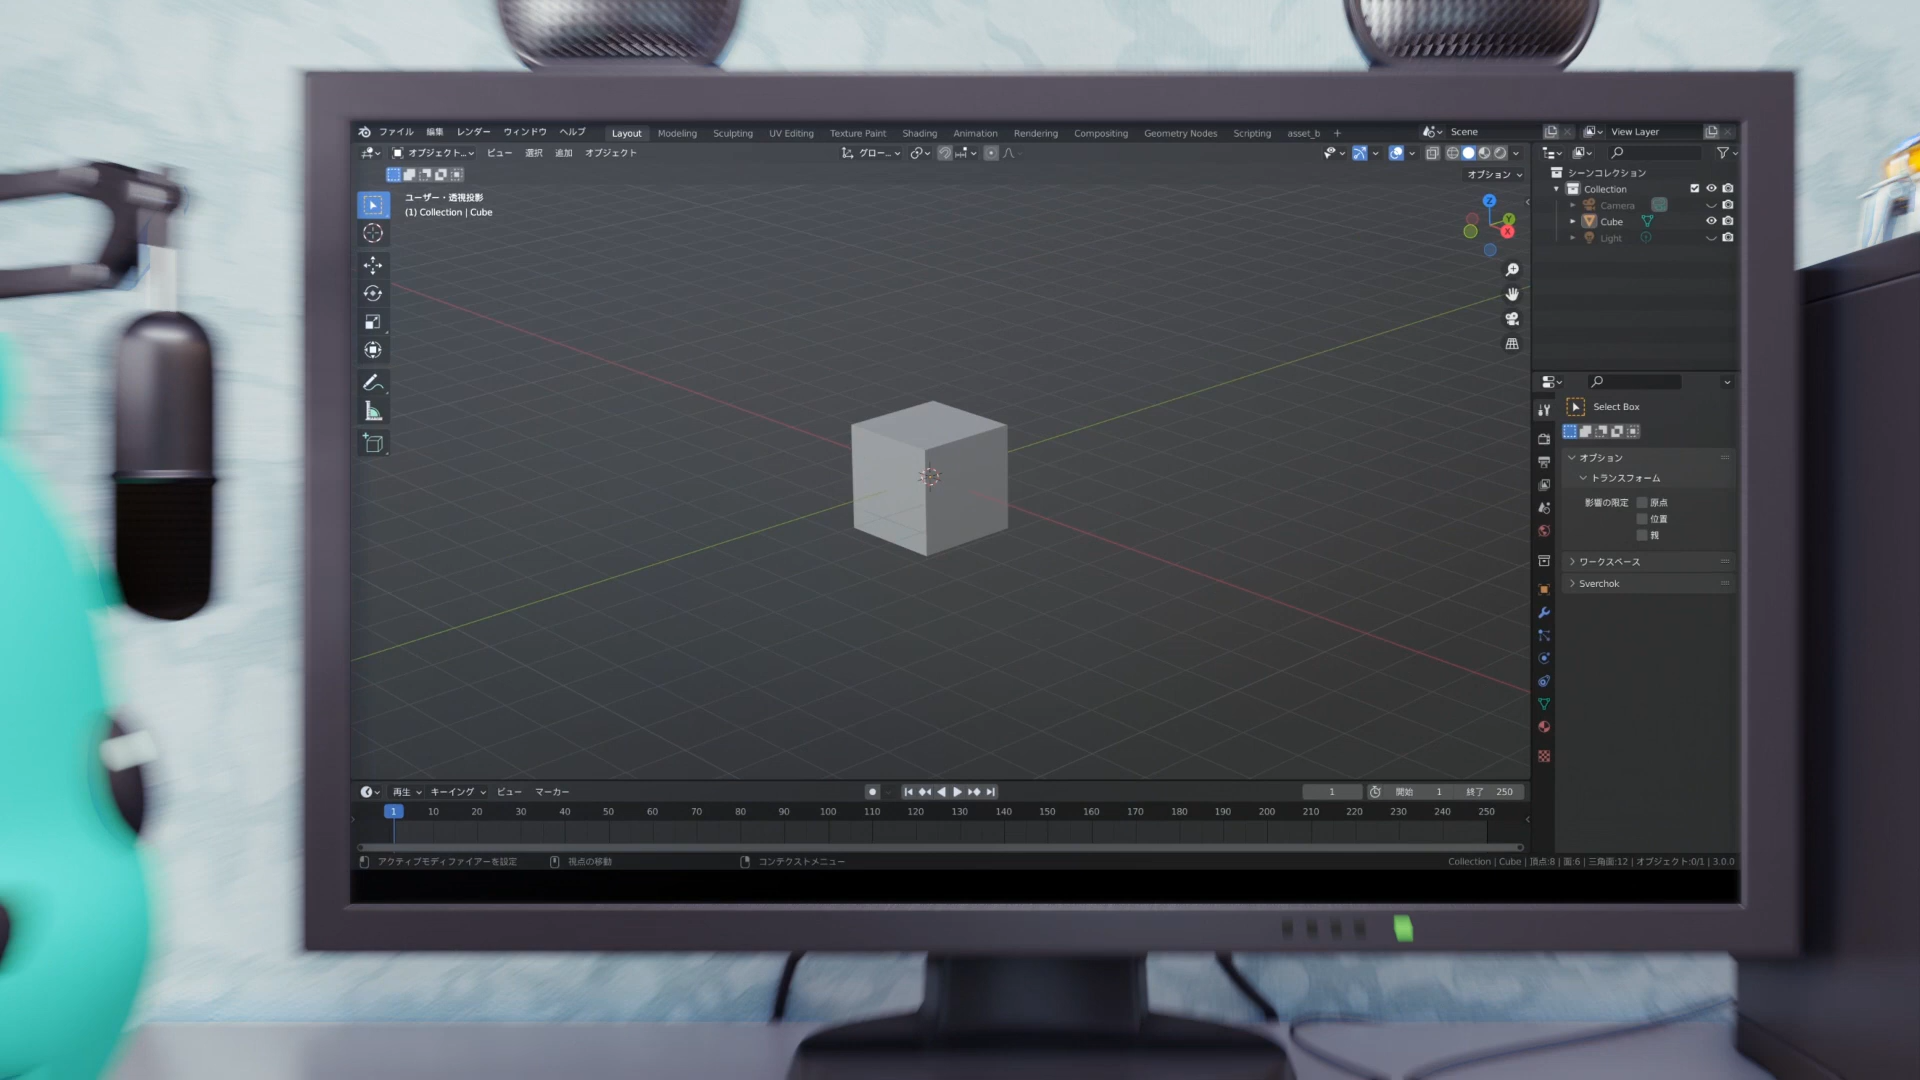 ファイル 編集 レンダー ウィンドウ ヘルプ Layout Modeling Sculpting UV Editing Texture Paint Shading Animation Rendering Compositing Geometry Nodes Scripting asset_b + Scene View Layer
オブジェクト... ビュー 選択 追加 オブジェクト グロー...
オプション
ユーザー・透視投影
(1) Collection | Cube
Z
Y
X
シーンコレクション
Collection
Camera
Cube
Light
Select Box
オプション
トランスフォーム
影響の限定 原点
位置
親
ワークスペース
Sverchok
再生 キーイング ビュー マーカー 1 開始 1 終了 250
1 10 20 30 40 50 60 70 80 90 100 110 120 130 140 150 160 170 180 190 200 210 220 230 240 250
アクティブモディファイアーを設定 視点の移動 コンテクストメニュー Collection | Cube | 頂点:8 | 面:6 | 三角面:12 | オブジェクト:0/1 | 3.0.0